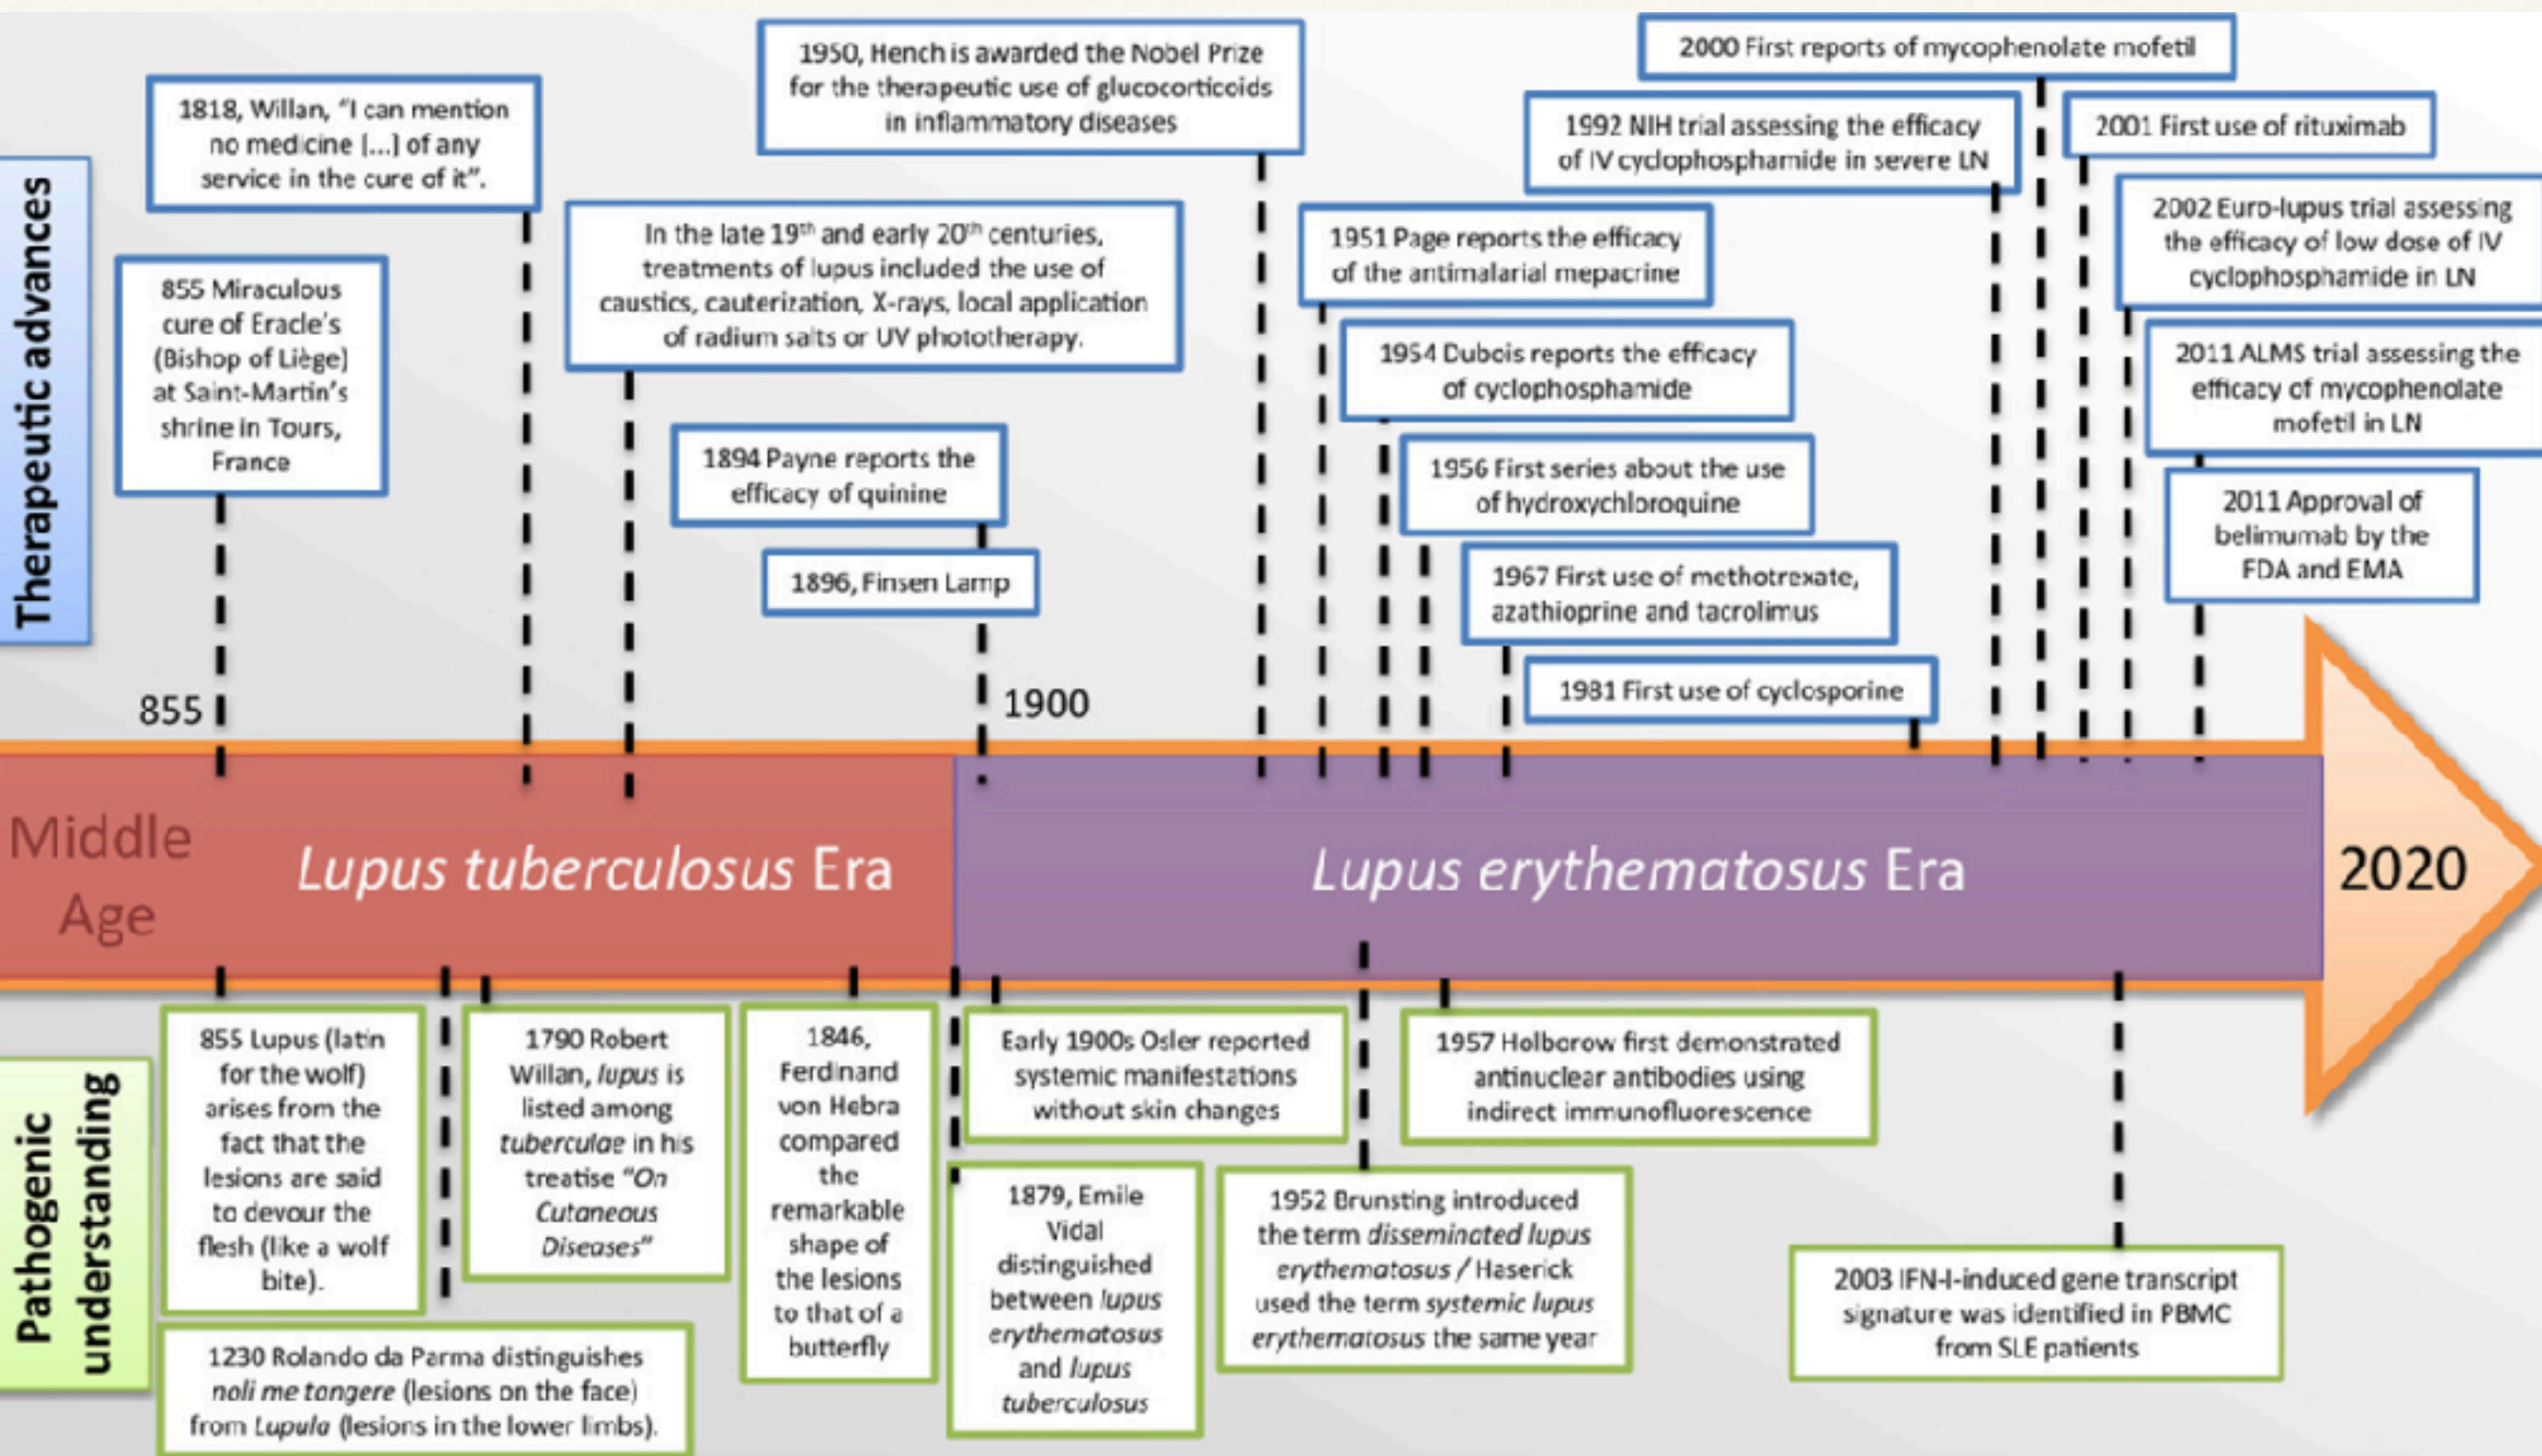 Therapeutic advances
1818, Willan, "I can mention
no medicine [...] of any
service in the cure of it".
855 Miraculous
cure of Eracle's
(Bishop of Liège)
at Saint-Martin's
shrine in Tours,
France
1950, Hench is awarded the Nobel Prize
for the therapeutic use of glucocorticoids
in inflammatory diseases
In the late 19th and early 20th centuries,
treatments of lupus included the use of
caustics, cauterization, X-rays, local application
of radium salts or UV phototherapy.
1894 Payne reports the
efficacy of quinine
1896, Finsen Lamp
2000 First reports of mycophenolate mofetil
1992 NIH trial assessing the efficacy
of IV cyclophosphamide in severe LN
2001 First use of rituximab
1951 Page reports the efficacy
of the antimalarial mepacrine
2002 Euro-lupus trial assessing
the efficacy of low dose of IV
cyclophosphamide in LN
1954 Dubois reports the efficacy
of cyclophosphamide
2011 ALMS trial assessing the
efficacy of mycophenolate
mofetil in LN
1956 First series about the use
of hydroxychloroquine
2011 Approval of
belimumab by the
FDA and EMA
1967 First use of methotrexate,
azathioprine and tacrolimus
1981 First use of cyclosporine
855
1900
Middle
Age
Lupus tuberculosus Era
Lupus erythematosus Era
2020
Pathogenic
understanding
855 Lupus (latin
for the wolf)
arises from the
fact that the
lesions are said
to devour the
flesh (like a wolf
bite).
1230 Rolando da Parma distinguishes
noli me tangere (lesions on the face)
from Lupula (lesions in the lower limbs).
1790 Robert
Willan, lupus is
listed among
tuberculae in his
treatise "On
Cutaneous
Diseases"
1846,
Ferdinand
von Hebra
compared
the
remarkable
shape of
the lesions
to that of a
butterfly
Early 1900s Osler reported
systemic manifestations
without skin changes
1879, Emile
Vidal
distinguished
between lupus
erythematosus
and lupus
tuberculosus
1952 Brunsting introduced
the term disseminated lupus
erythematosus / Haserick
used the term systemic lupus
erythematosus the same year
1957 Holborow first demonstrated
antinuclear antibodies using
indirect immunofluorescence
2003 IFN-I-induced gene transcript
signature was identified in PBMC
from SLE patients